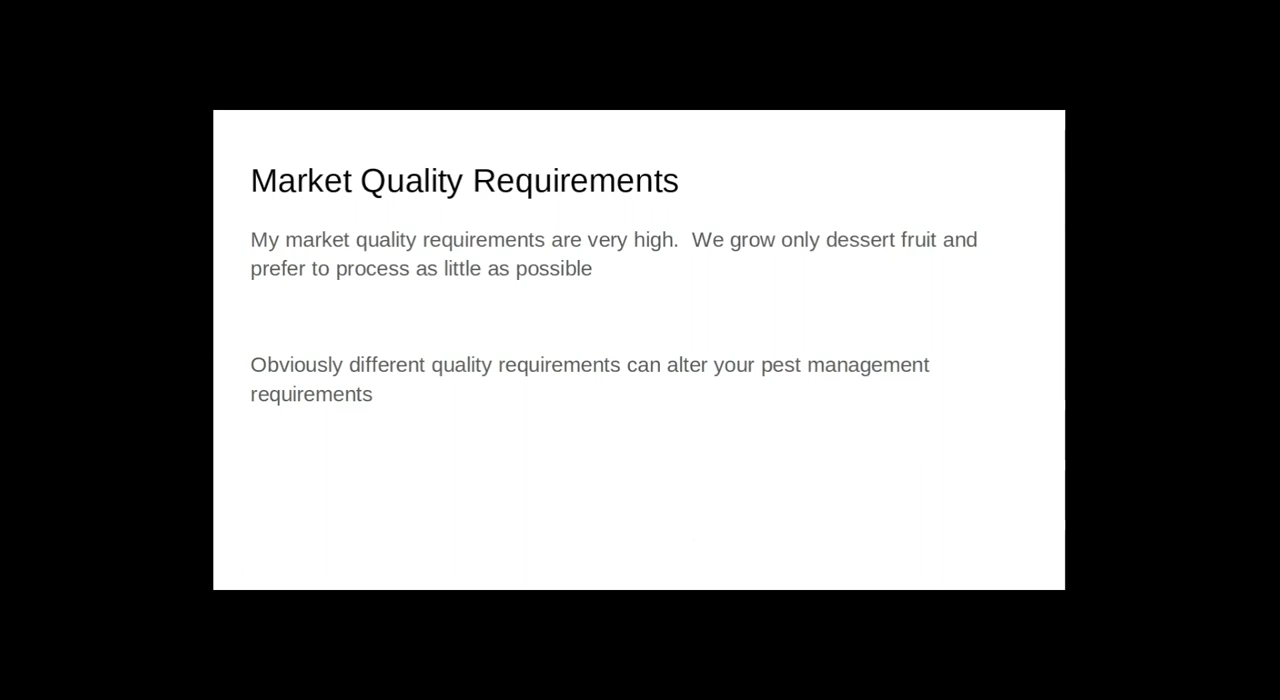 Market Quality Requirements
My market quality requirements are very high.  We grow only dessert fruit and
prefer to process as little as possible
Obviously different quality requirements can alter your pest management
requirements